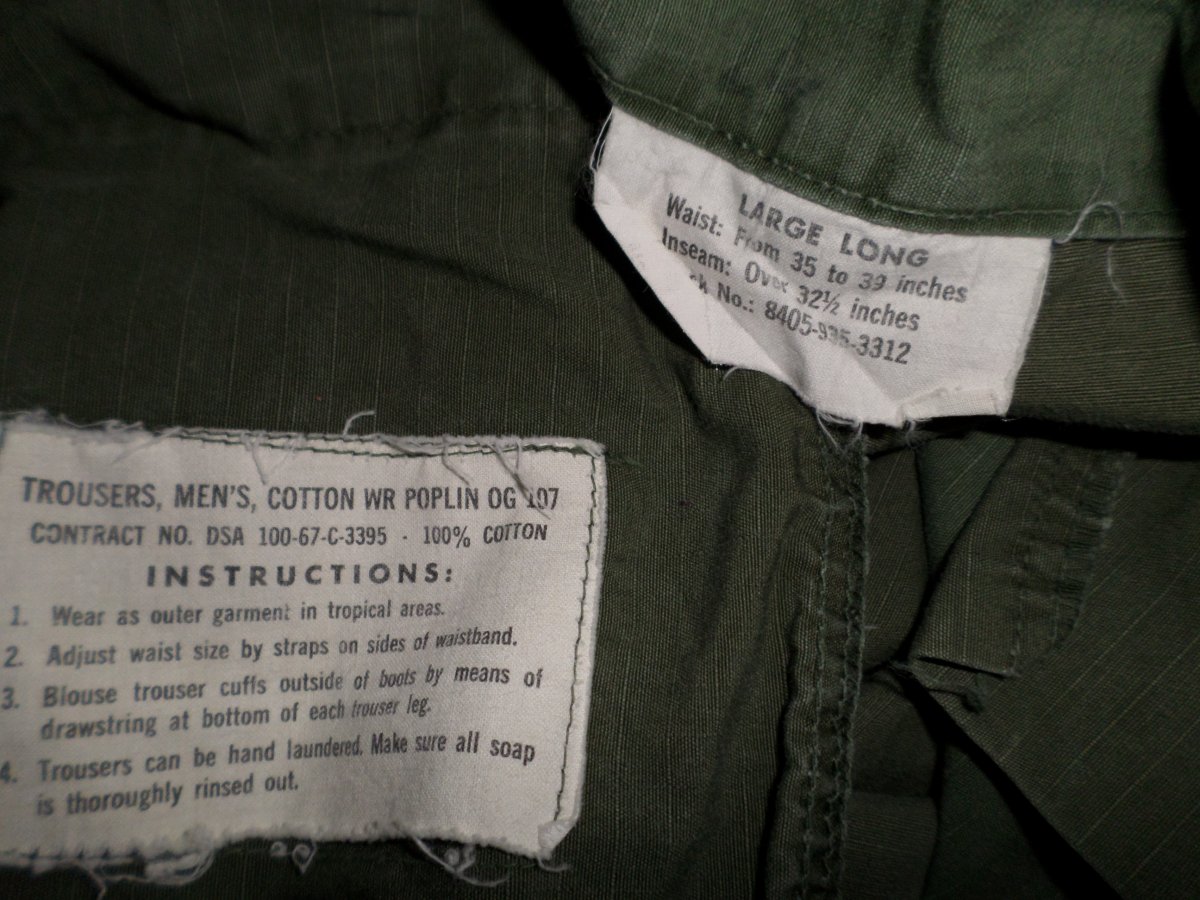 LARGE LONG
Waist: From 35 to 39 inches
Inseam: Over 32½ inches
k No.: 8405-935-3312
TROUSERS, MEN'S, COTTON WR POPLIN OG 107
CONTRACT NO. DSA 100-67-C-3395 - 100% COTTON
INSTRUCTIONS:
1. Wear as outer garment in tropical areas.
2. Adjust waist size by straps on sides of waistband.
3. Blouse trouser cuffs outside of boots by means of
drawstring at bottom of each trouser leg.
4. Trousers can be hand laundered. Make sure all soap
is thoroughly rinsed out.